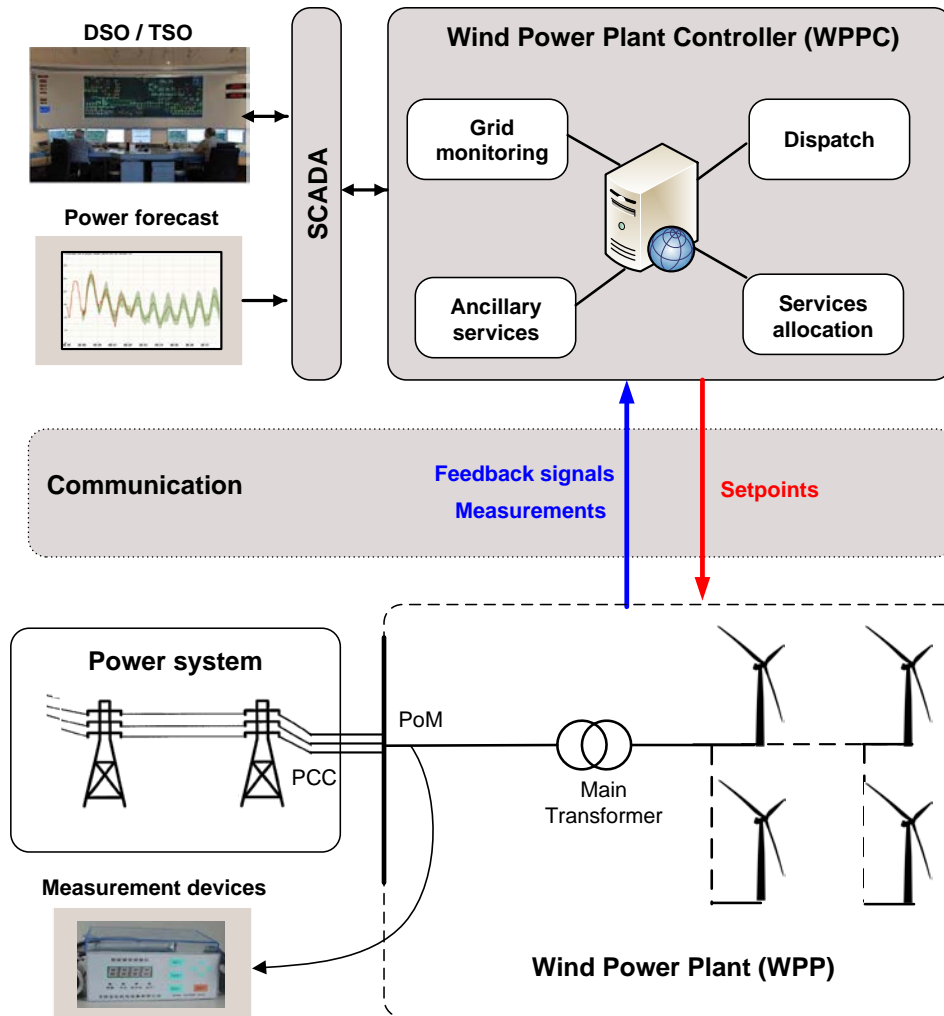 DSO / TSO
Power forecast
SCADA
Wind Power Plant Controller (WPPC)
Grid
monitoring
Dispatch
Ancillary
services
Services
allocation
Communication
Feedback signals
Measurements
Setpoints
Power system
PCC
PoM
Main
Transformer
Measurement devices
Wind Power Plant (WPP)